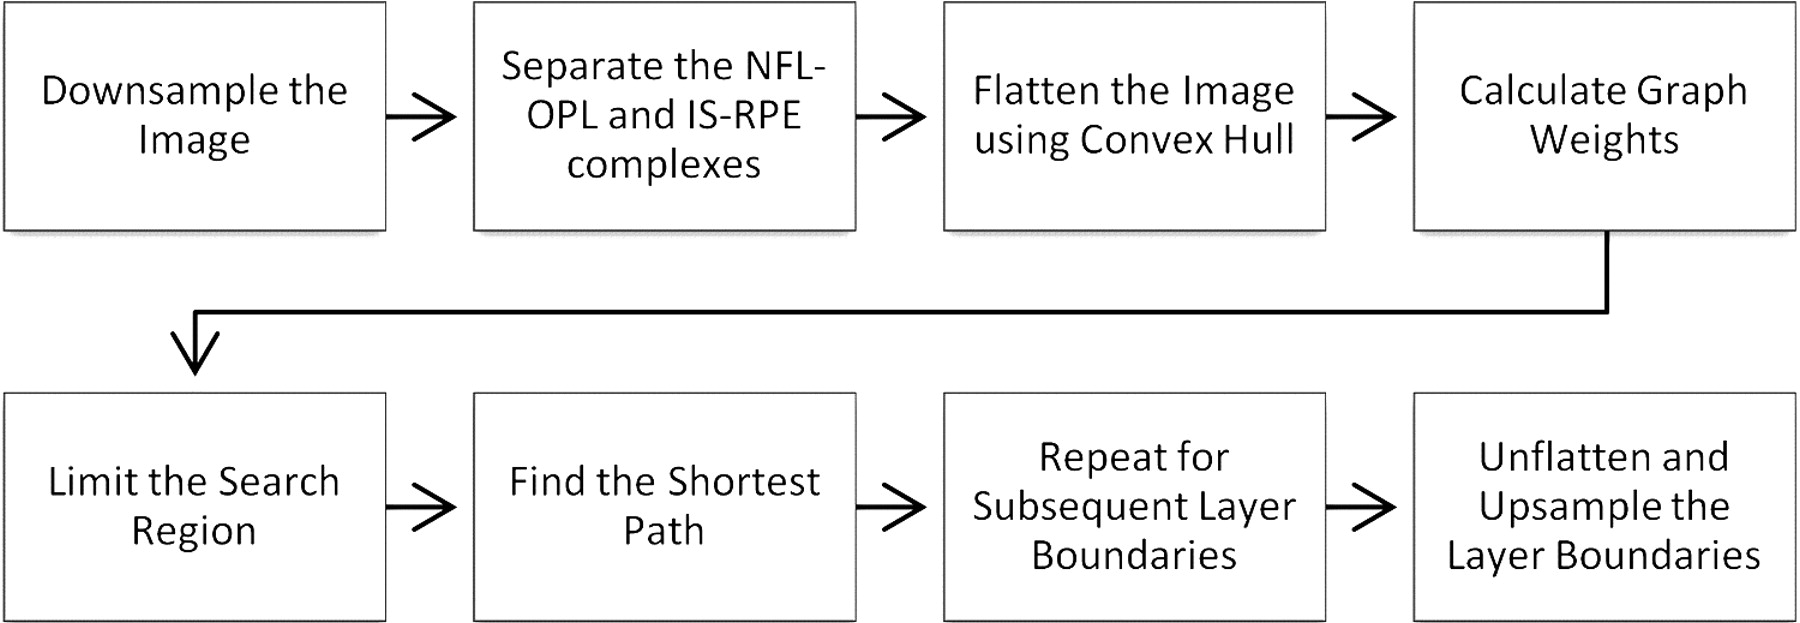 Downsample the
Image
Separate the NFL-
OPL and IS-RPE
complexes
Flatten the Image
using Convex Hull
Calculate Graph
Weights
Limit the Search
Region
Find the Shortest
Path
Repeat for
Subsequent Layer
Boundaries
Unflatten and
Upsample the
Layer Boundaries